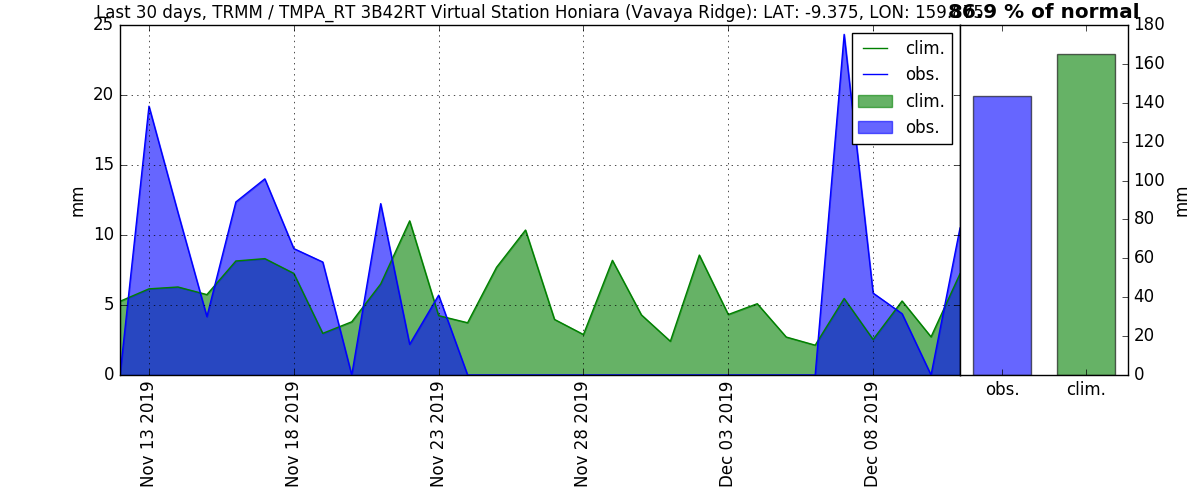 Last 30 days, TRMM / TMPA_RT 3B42RT Virtual Station Honiara (Vavaya Ridge): LAT: -9.375, LON:
86.9 % of normal
25
20
15
10
5
0
mm
clim.
obs.
clim.
obs.
Nov 13 2019
Nov 18 2019
Nov 23 2019
Nov 28 2019
Dec 03 2019
Dec 08 2019
180
160
140
120
100
80
60
40
20
0
mm
obs.
clim.